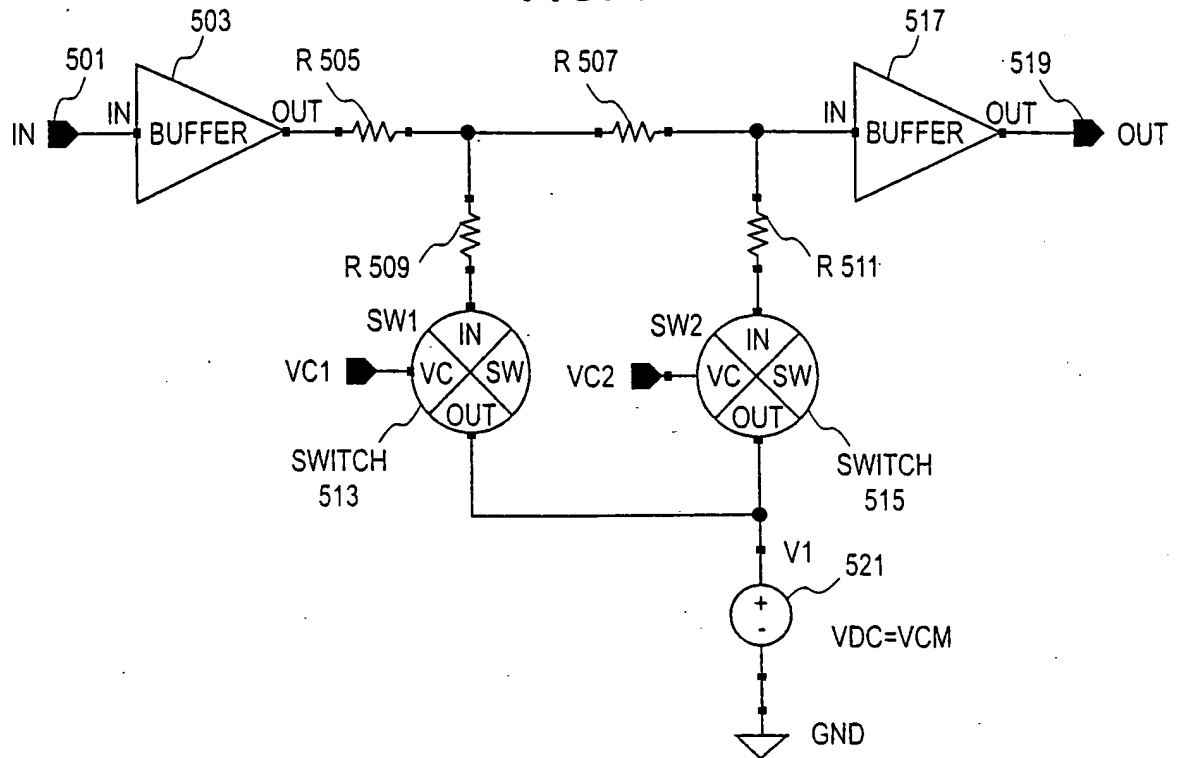 503
517
501
R 505
R 507
519
IN
IN
BUFFER
OUT
IN
BUFFER
OUT
OUT
R 509
R 511
SW1
IN
VC
SW
OUT
VC1
SW2
IN
VC
SW
OUT
VC2
SWITCH
513
SWITCH
515
V1
521
+
-
VDC=VCM
GND